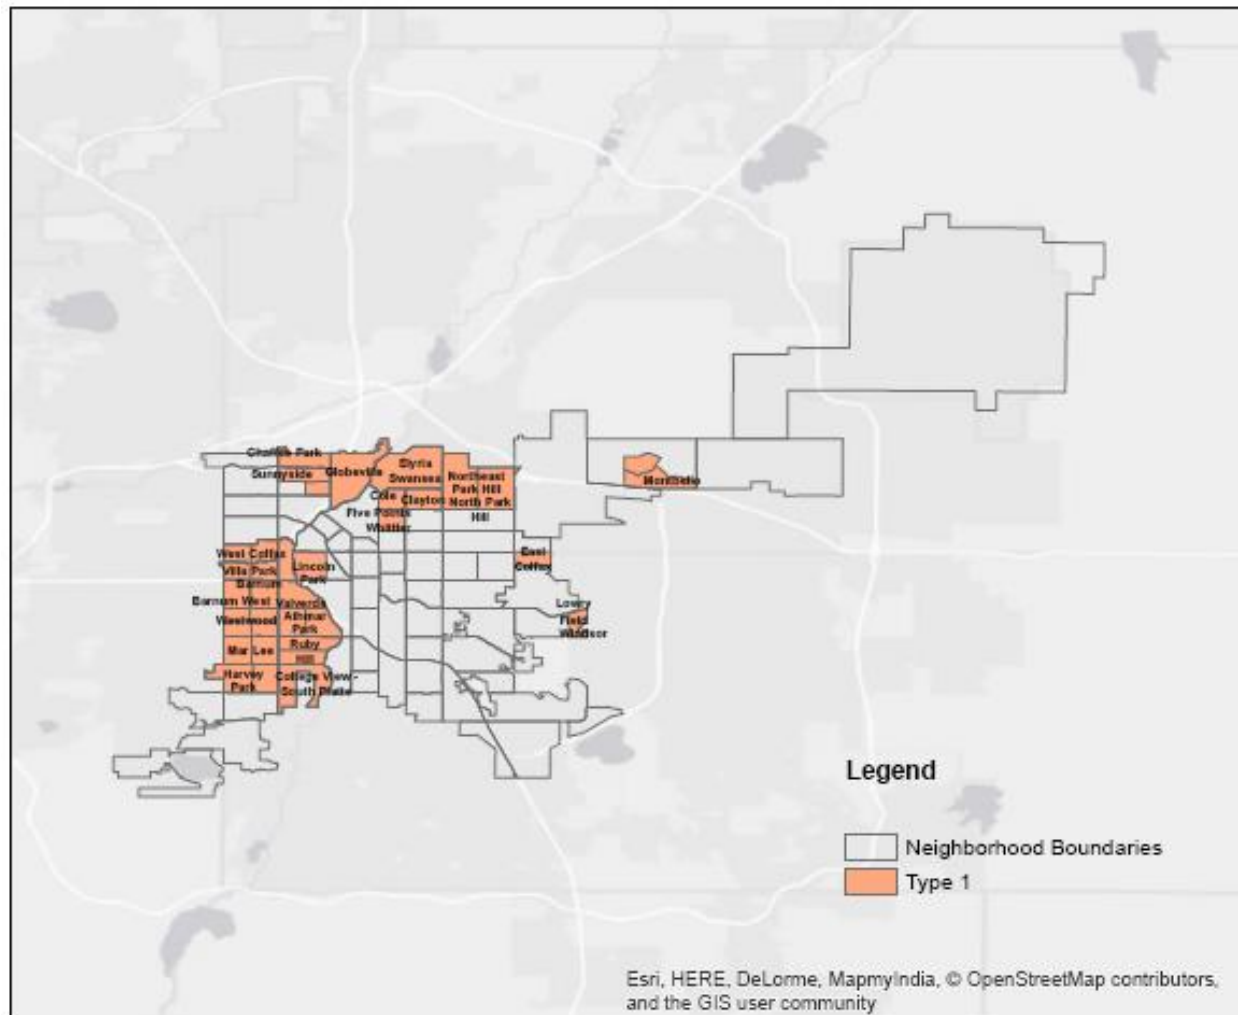 Chaffee Park
Sunnyside
Globeville
Elyria
Swansea
Northeast
Park Hill
North Park
Hill
Montbello
Cole
Clayton
Five Points
Whittier
West Colfax
Villa Park
Lincoln
Park
Barnum
East
Colfax
Barnum West
Valverde
Westwood
Athmar
Park
Lowry
Field
Windsor
Mar Lee
Ruby
Hill
Harvey
Park
College View -
South Platte
Legend
Neighborhood Boundaries
Type 1
Esri, HERE, DeLorme, MapmyIndia, © OpenStreetMap contributors,
and the GIS user community